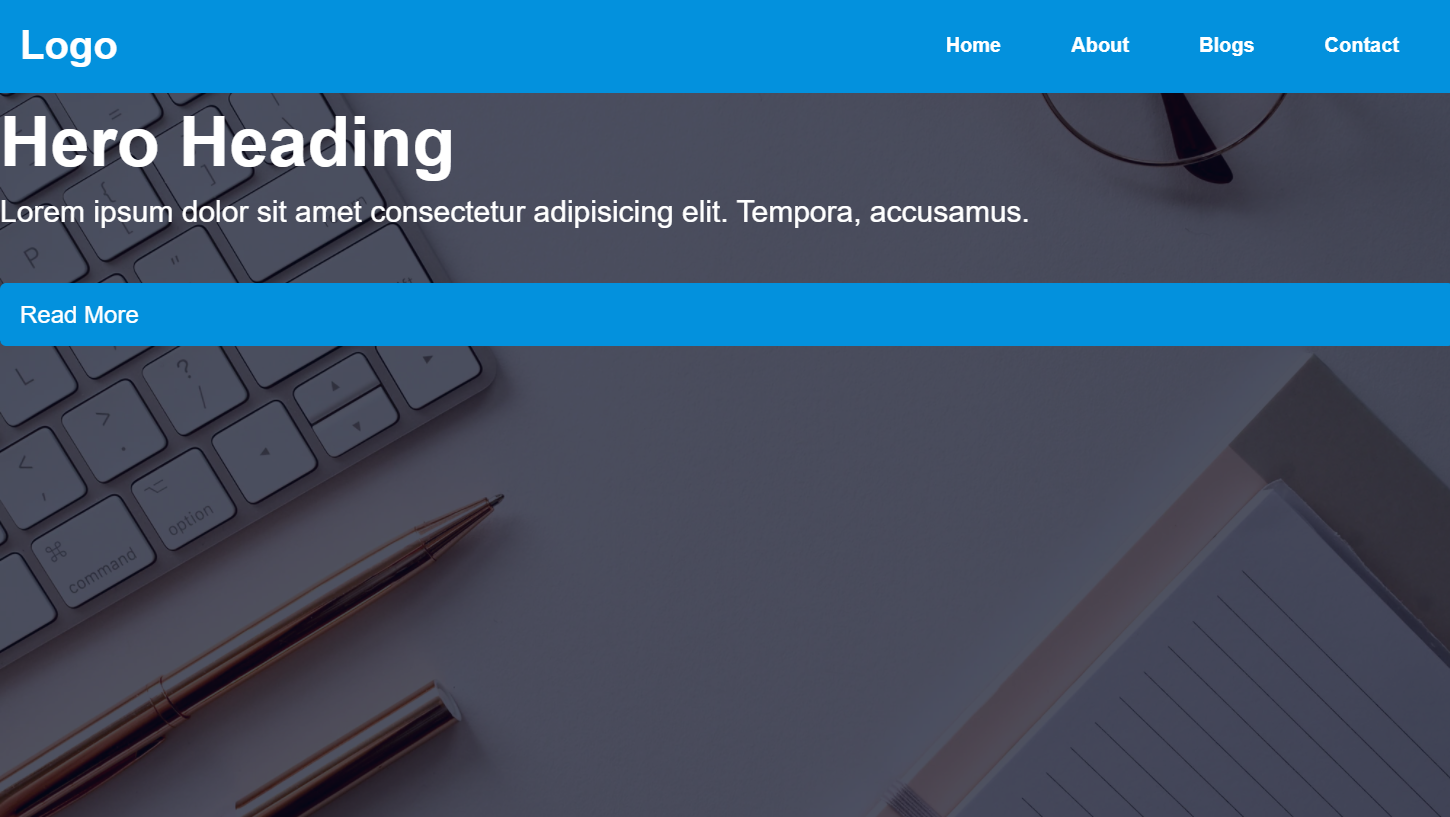 Logo
Home About Blogs Contact
Hero Heading
Lorem ipsum dolor sit amet consectetur adipisicing elit. Tempora, accusamus.
Read More
=
{
[
}
]
P
"
L
?
/
>
.
<
,
option
⌘
command